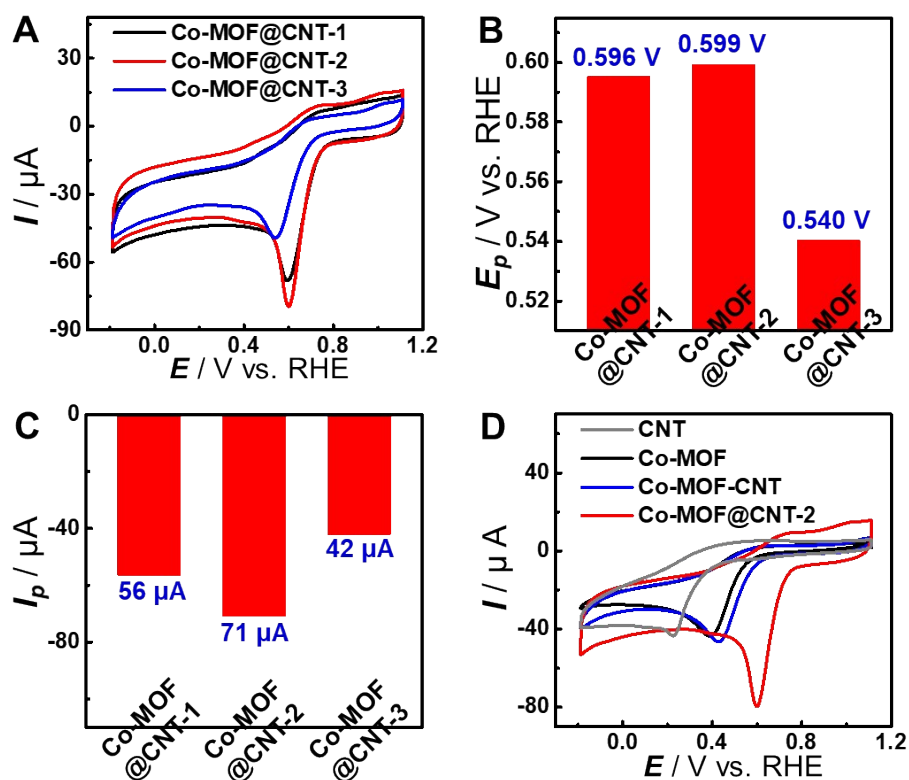 A
Co-MOF@CNT-1
Co-MOF@CNT-2
Co-MOF@CNT-3
45
0
-30
-60
-90
I / μA
0.0
0.4
0.8
1.2
E / V vs. RHE
B
0.596 V
0.599 V
0.540 V
0.60
0.58
0.56
0.54
0.52
Ep / V vs. RHE
Co-MOF
@CNT-1
Co-MOF
@CNT-2
Co-MOF
@CNT-3
C
0
-40
-80
Ip / μA
56 μA
71 μA
42 μA
Co-MOF
@CNT-1
Co-MOF
@CNT-2
Co-MOF
@CNT-3
D
CNT
Co-MOF
Co-MOF-CNT
Co-MOF@CNT-2
40
0
-40
-80
I / μ A
0.0
0.4
0.8
1.2
E / V vs. RHE